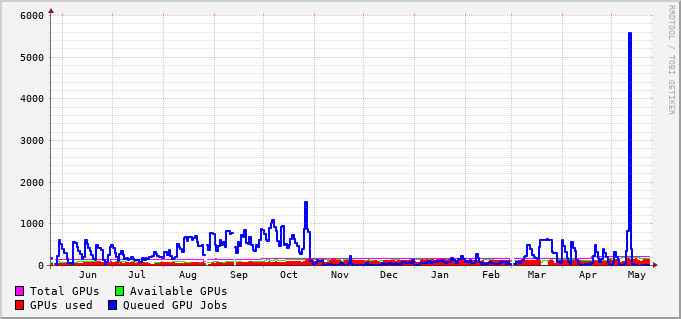 6000
5000
4000
3000
2000
1000
0
Jun Jul Aug Sep Oct Nov Dec Jan Feb Mar Apr May
Total GPUs Available GPUs
GPUs used Queued GPU Jobs
RRDTOOL / TOBI OETIKER